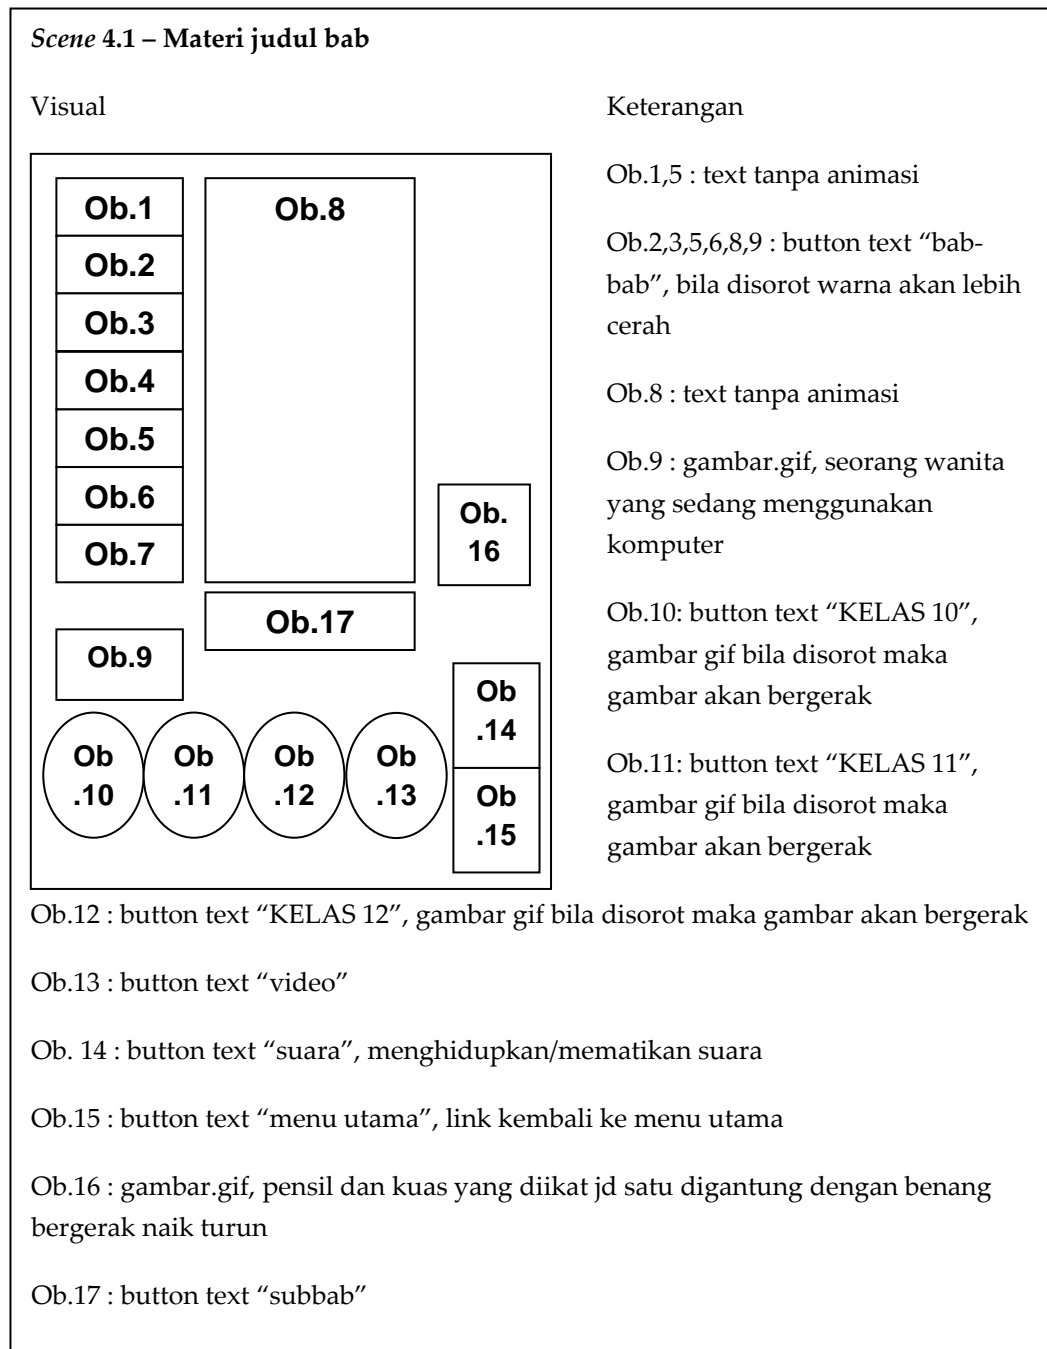 Scene 4.1 – Materi judul bab
Visual
Ob.1
Ob.2
Ob.3
Ob.4
Ob.5
Ob.6
Ob.7
Ob.8
Ob.
16
Ob.17
Ob.9
Ob
.14
Ob
.10
Ob
.11
Ob
.12
Ob
.13
Ob
.15
Keterangan
Ob.1,5 : text tanpa animasi
Ob.2,3,5,6,8,9 : button text “bab-
bab”, bila disorot warna akan lebih
cerah
Ob.8 : text tanpa animasi
Ob.9 : gambar.gif, seorang wanita
yang sedang menggunakan
komputer
Ob.10: button text “KELAS 10”,
gambar gif bila disorot maka
gambar akan bergerak
Ob.11: button text “KELAS 11”,
gambar gif bila disorot maka
gambar akan bergerak
Ob.12 : button text “KELAS 12”, gambar gif bila disorot maka gambar akan bergerak
Ob.13 : button text “video”
Ob. 14 : button text “suara”, menghidupkan/mematikan suara
Ob.15 : button text “menu utama”, link kembali ke menu utama
Ob.16 : gambar.gif, pensil dan kuas yang diikat jd satu digantung dengan benang
bergerak naik turun
Ob.17 : button text “subbab”